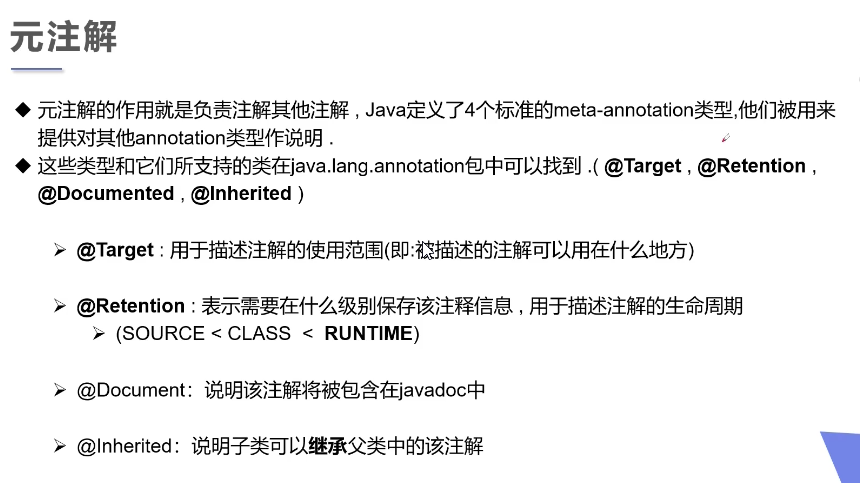 元注解
◆ 元注解的作用就是负责注解其他注解 , Java定义了4个标准的meta-annotation类型,他们被用来
提供对其他annotation类型作说明 .
◆ 这些类型和它们所支持的类在java.lang.annotation包中可以找到 .( @Target , @Retention ,
@Documented , @Inherited )
➢ @Target : 用于描述注解的使用范围(即:被描述的注解可以用在什么地方)
➢ @Retention : 表示需要在什么级别保存该注释信息 , 用于描述注解的生命周期
➢ (SOURCE < CLASS < RUNTIME)
➢ @Document：说明该注解将被包含在javadoc中
➢ @Inherited：说明子类可以继承父类中的该注解